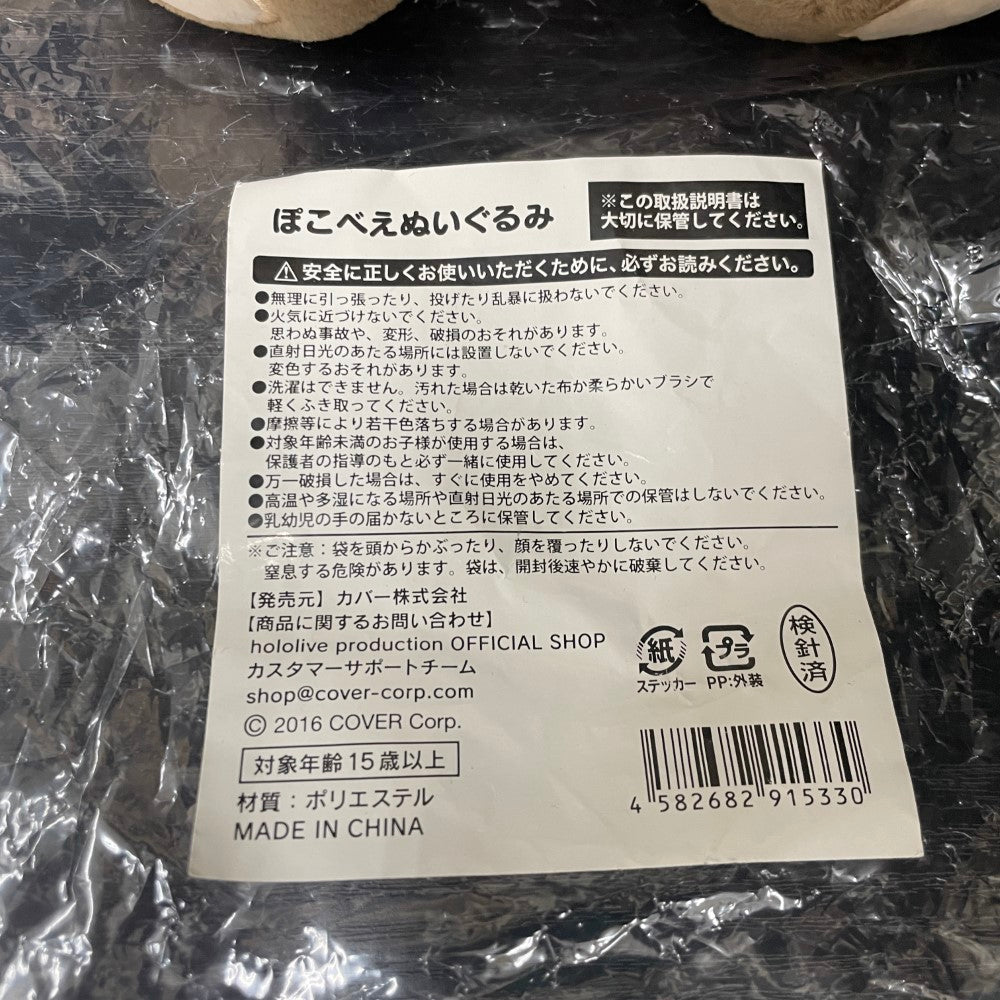 ぽこべえぬいぐるみ
※この取扱説明書は
大切に保管してください。
⚠安全に正しくお使いいただくために、必ずお読みください。
●無理に引っ張ったり、投げたり乱暴に扱わないでください。
●火気に近づけないでください。
思わぬ事故や、変形、破損のおそれがあります。
●直射日光のあたる場所には設置しないでください。
変色するおそれがあります。
●洗濯はできません。汚れた場合は乾いた布か柔らかいブラシで
軽くふき取ってください。
●摩擦等により若干色落ちする場合があります。
●対象年齢未満のお子様が使用する場合は、
保護者の指導のもと必ず一緒に使用してください。
●万一破損した場合は、すぐに使用をやめてください。
●高温や多湿になる場所や直射日光のあたる場所での保管はしないでください。
●乳幼児の手の届かないところに保管してください。
※ご注意：袋を頭からかぶったり、顔を覆ったりしないでください。
窒息する危険があります。袋は、開封後速やかに破棄してください。
【発売元】カバー株式会社
【商品に関するお問い合わせ】
hololive production OFFICIAL SHOP
カスタマーサポートチーム
shop@cover-corp.com
© 2016 COVER Corp.
対象年齢15歳以上
材質：ポリエステル
MADE IN CHINA
紙
ステッカー
プラ
PP:外装
検針済
4 582682 915330